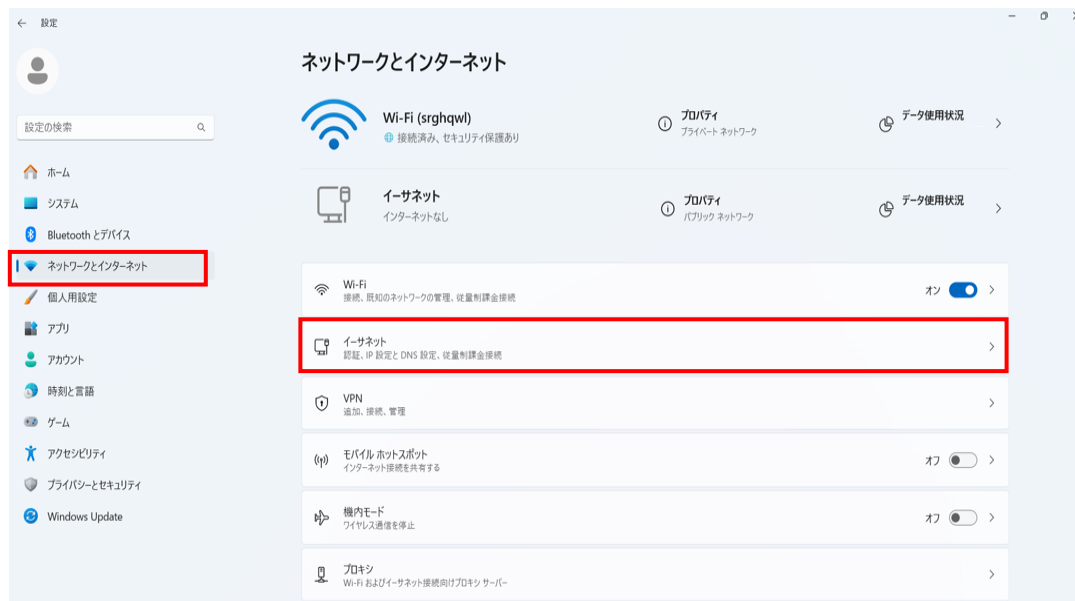 設定
設定の検索
ホーム
システム
Bluetooth とデバイス
ネットワークとインターネット
個人用設定
アプリ
アカウント
時刻と言語
ゲーム
アクセシビリティ
プライバシーとセキュリティ
Windows Update
ネットワークとインターネット
Wi-Fi (srghqwl)
接続済み、セキュリティ保護あり
プロパティ
プライベート ネットワーク
データ使用状況
イーサネット
インターネットなし
プロパティ
パブリック ネットワーク
データ使用状況
Wi-Fi
接続、既知のネットワークの管理、従量制課金接続
オン
イーサネット
認証、IP 設定と DNS 設定、従量制課金接続
VPN
追加、接続、管理
モバイル ホットスポット
インターネット接続を共有する
オフ
機内モード
ワイヤレス通信を停止
オフ
プロキシ
Wi-Fi およびイーサネット接続向けプロキシ サーバー